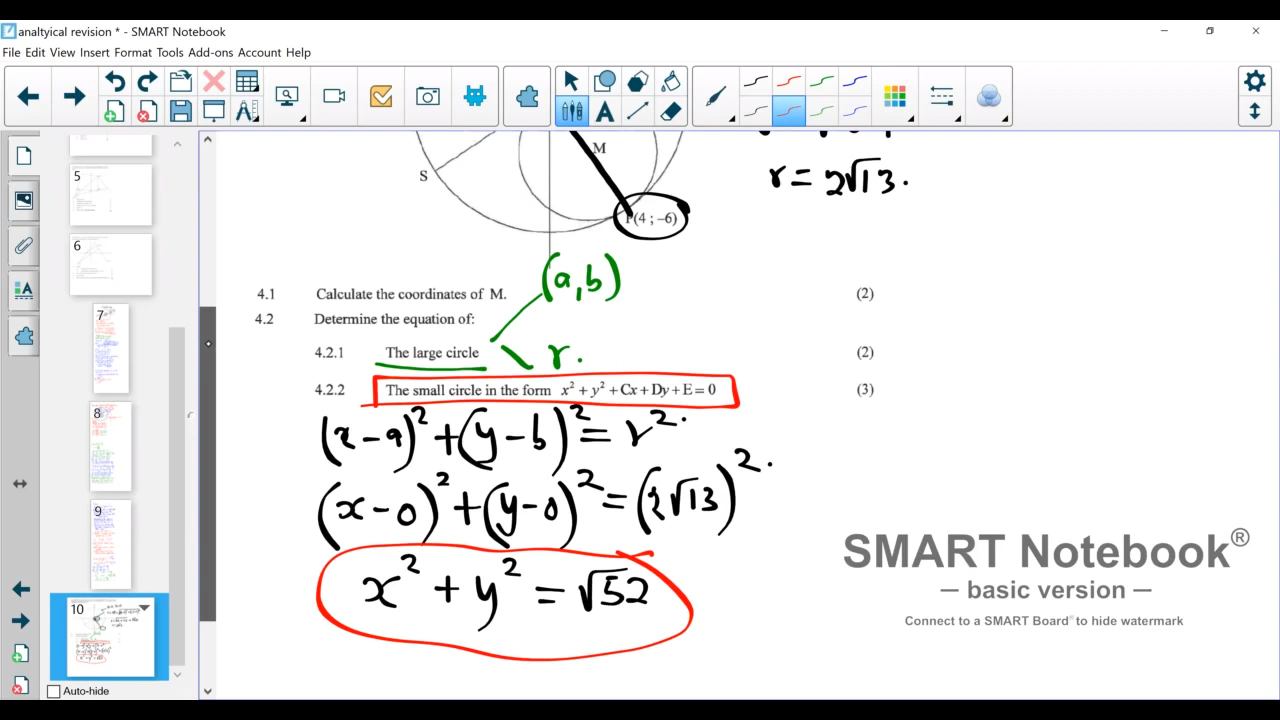 analtyical revision * - SMART Notebook
File Edit View Insert Format Tools Add-ons Account Help
5
6
7
8
9
10
Auto-hide
S
M
(4 ; –6)
r = 2√13.
(a,b)
4.1 Calculate the coordinates of M. (2)
4.2 Determine the equation of:
4.2.1 The large circle (2)
r.
4.2.2 The small circle in the form x² + y² + Cx + Dy + E = 0 (3)
(x – a)² + (y – b)² = r².
(x – 0)² + (y – 0)² = (2√13)².
x² + y² = √52
SMART Notebook®
— basic version —
Connect to a SMART Board® to hide watermark